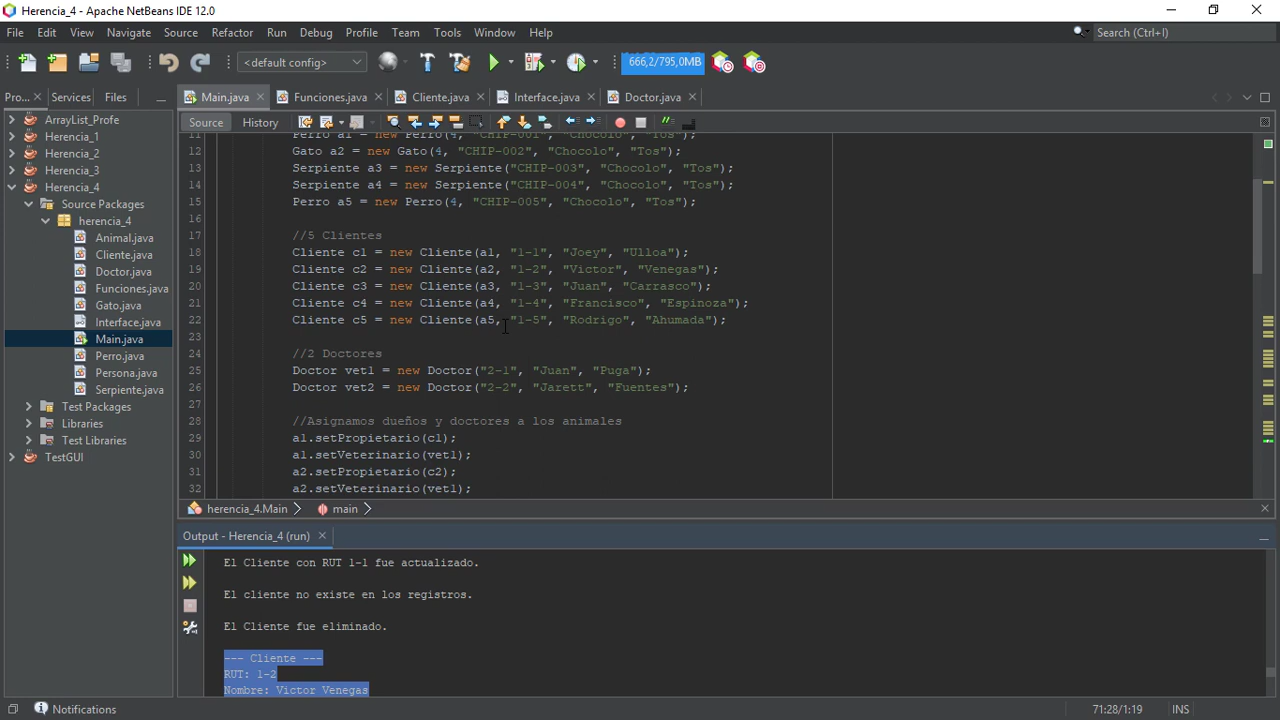 Herencia_4 - Apache NetBeans IDE 12.0
File Edit View Navigate Source Refactor Run Debug Profile Team Tools Window Help
Search (Ctrl+I)
<default config>
666,2/795,0MB
Pro... Services Files
Main.java Funciones.java Cliente.java Interface.java Doctor.java
Source History
ArrayList_Profe
Herencia_1
Herencia_2
Herencia_3
Herencia_4
Source Packages
herencia_4
Animal.java
Cliente.java
Doctor.java
Funciones.java
Gato.java
Interface.java
Main.java
Perro.java
Persona.java
Serpiente.java
Test Packages
Libraries
Test Libraries
TestGUI
11 Perro a1 = new Perro(4, "CHIP-001", "Chocolo", "Tos");
12 Gato a2 = new Gato(4, "CHIP-002", "Chocolo", "Tos");
13 Serpiente a3 = new Serpiente("CHIP-003", "Chocolo", "Tos");
14 Serpiente a4 = new Serpiente("CHIP-004", "Chocolo", "Tos");
15 Perro a5 = new Perro(4, "CHIP-005", "Chocolo", "Tos");
16
17 //5 Clientes
18 Cliente c1 = new Cliente(a1, "1-1", "Joey", "Ulloa");
19 Cliente c2 = new Cliente(a2, "1-2", "Victor", "Venegas");
20 Cliente c3 = new Cliente(a3, "1-3", "Juan", "Carrasco");
21 Cliente c4 = new Cliente(a4, "1-4", "Francisco", "Espinoza");
22 Cliente c5 = new Cliente(a5, "1-5", "Rodrigo", "Ahumada");
23
24 //2 Doctores
25 Doctor vet1 = new Doctor("2-1", "Juan", "Puga");
26 Doctor vet2 = new Doctor("2-2", "Jarett", "Fuentes");
27
28 //Asignamos dueños y doctores a los animales
29 a1.setPropietario(c1);
30 a1.setVeterinario(vet1);
31 a2.setPropietario(c2);
32 a2.setVeterinario(vet1);
herencia_4.Main main
Output - Herencia_4 (run)
El Cliente con RUT 1-1 fue actualizado.
El cliente no existe en los registros.
El Cliente fue eliminado.
--- Cliente ---
RUT: 1-2
Nombre: Victor Venegas
Notifications
71:28/1:19 INS